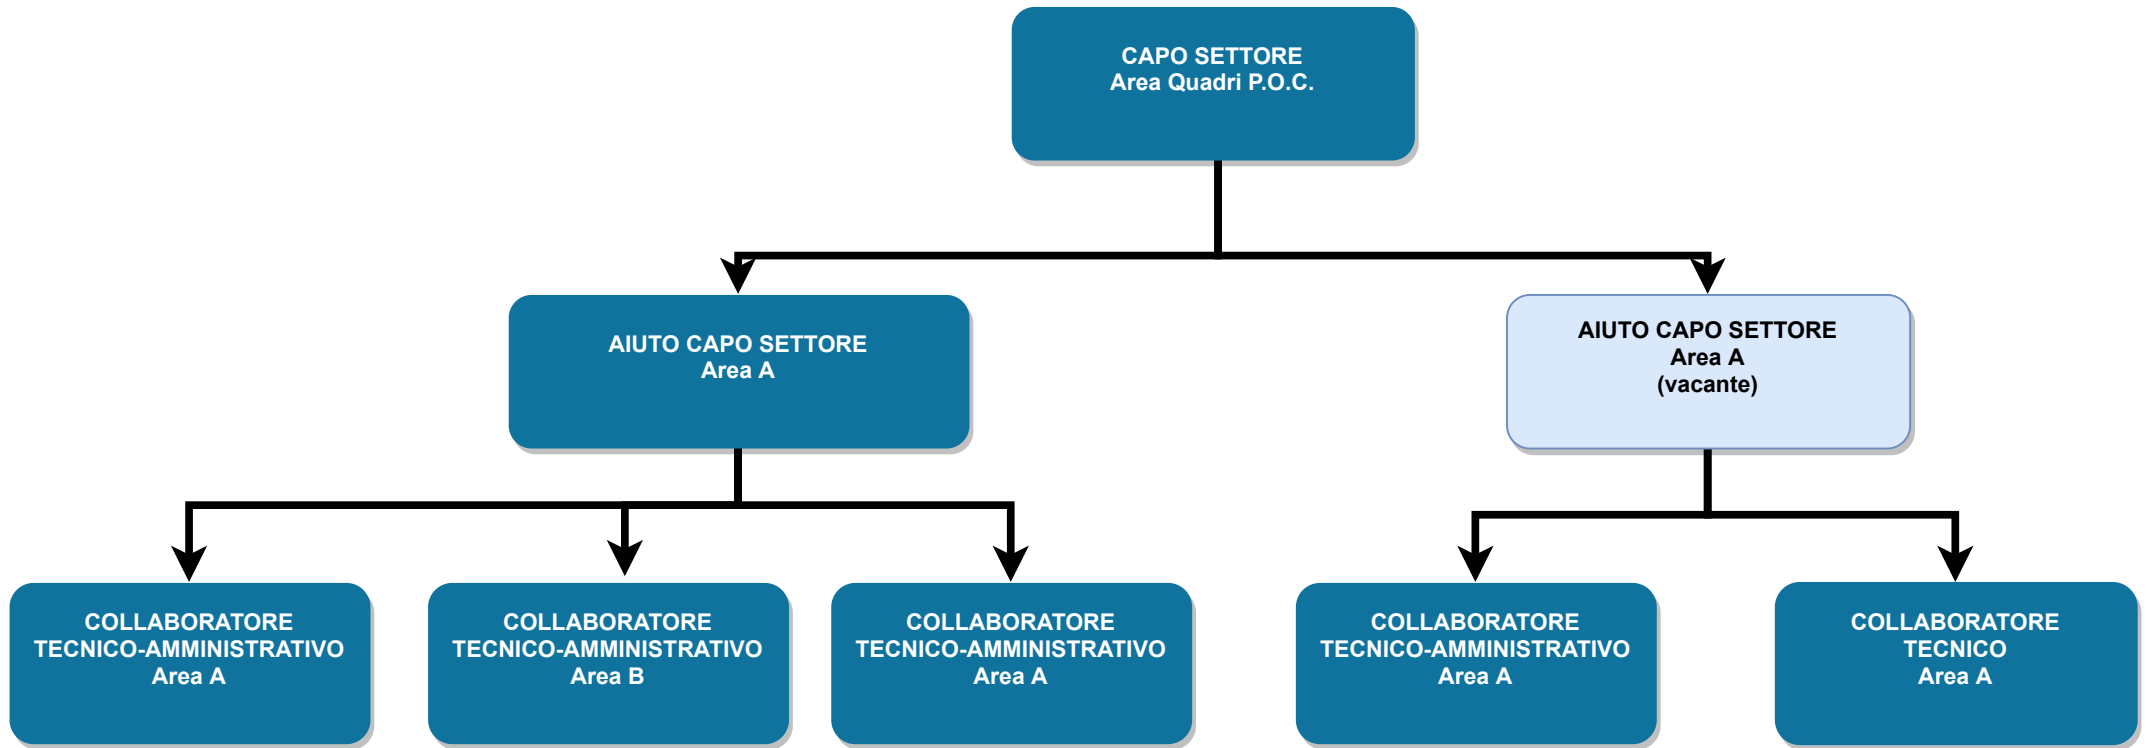 CAPO SETTORE
Area Quadri P.O.C.
AIUTO CAPO SETTORE
Area A
AIUTO CAPO SETTORE
Area A
(vacante)
COLLABORATORE
TECNICO-AMMINISTRATIVO
Area A
COLLABORATORE
TECNICO-AMMINISTRATIVO
Area B
COLLABORATORE
TECNICO-AMMINISTRATIVO
Area A
COLLABORATORE
TECNICO-AMMINISTRATIVO
Area A
COLLABORATORE
TECNICO
Area A